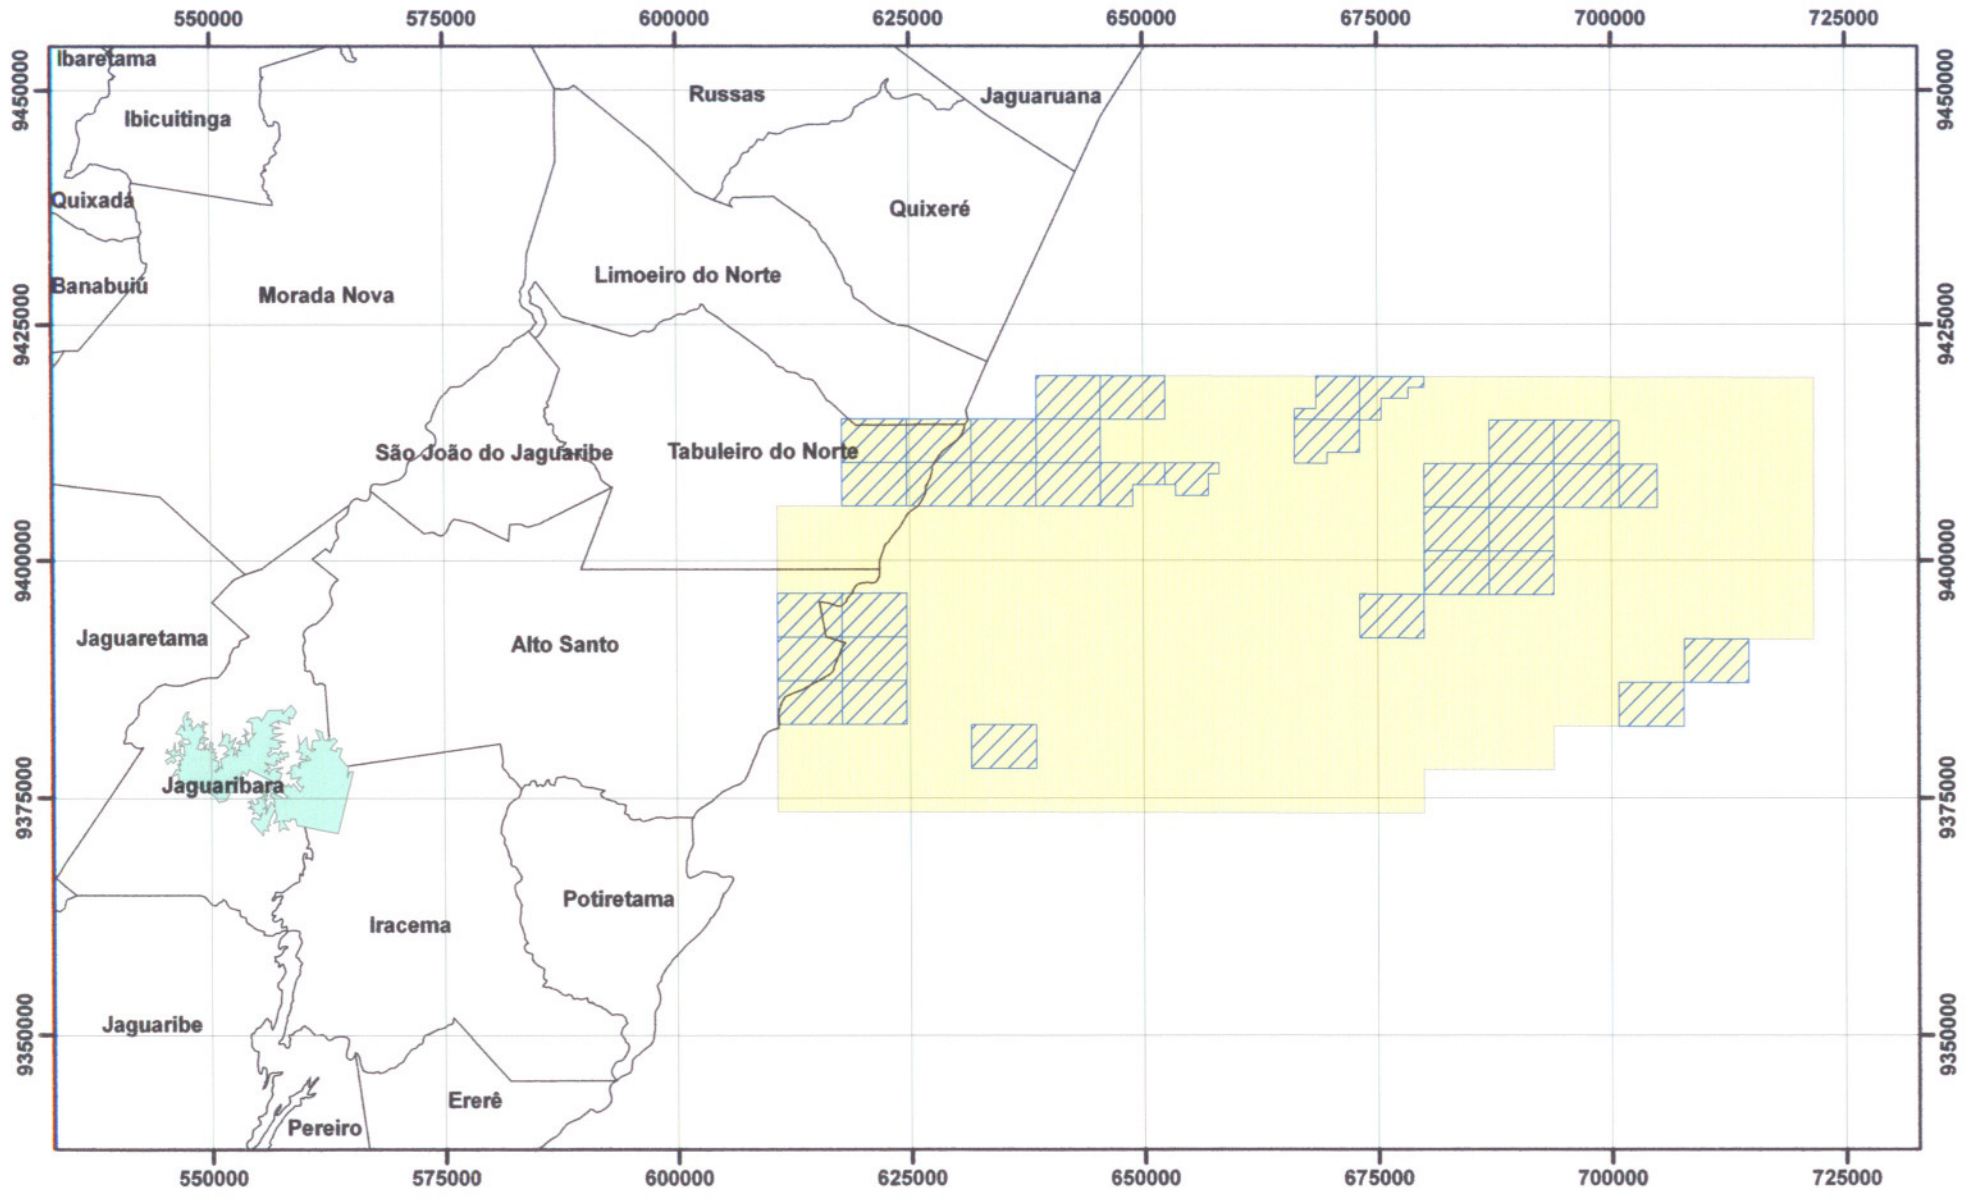 550000 575000 600000 625000 650000 675000 700000 725000
Ibaretama
9450000 Russas Jaguaruana 9450000
Ibicuitinga
Quixadá
Quixeré
Limoeiro do Norte
Banabuiú
Morada Nova
9425000 9425000
São João do Jaguaribe Tabuleiro do Norte
9400000 9400000
Jaguaretama Alto Santo
Jaguaribara
9375000 9375000
Potiretama
Iracema
Jaguaribe
9350000 9350000
Ererê
Pereiro
550000 575000 600000 625000 650000 675000 700000 725000